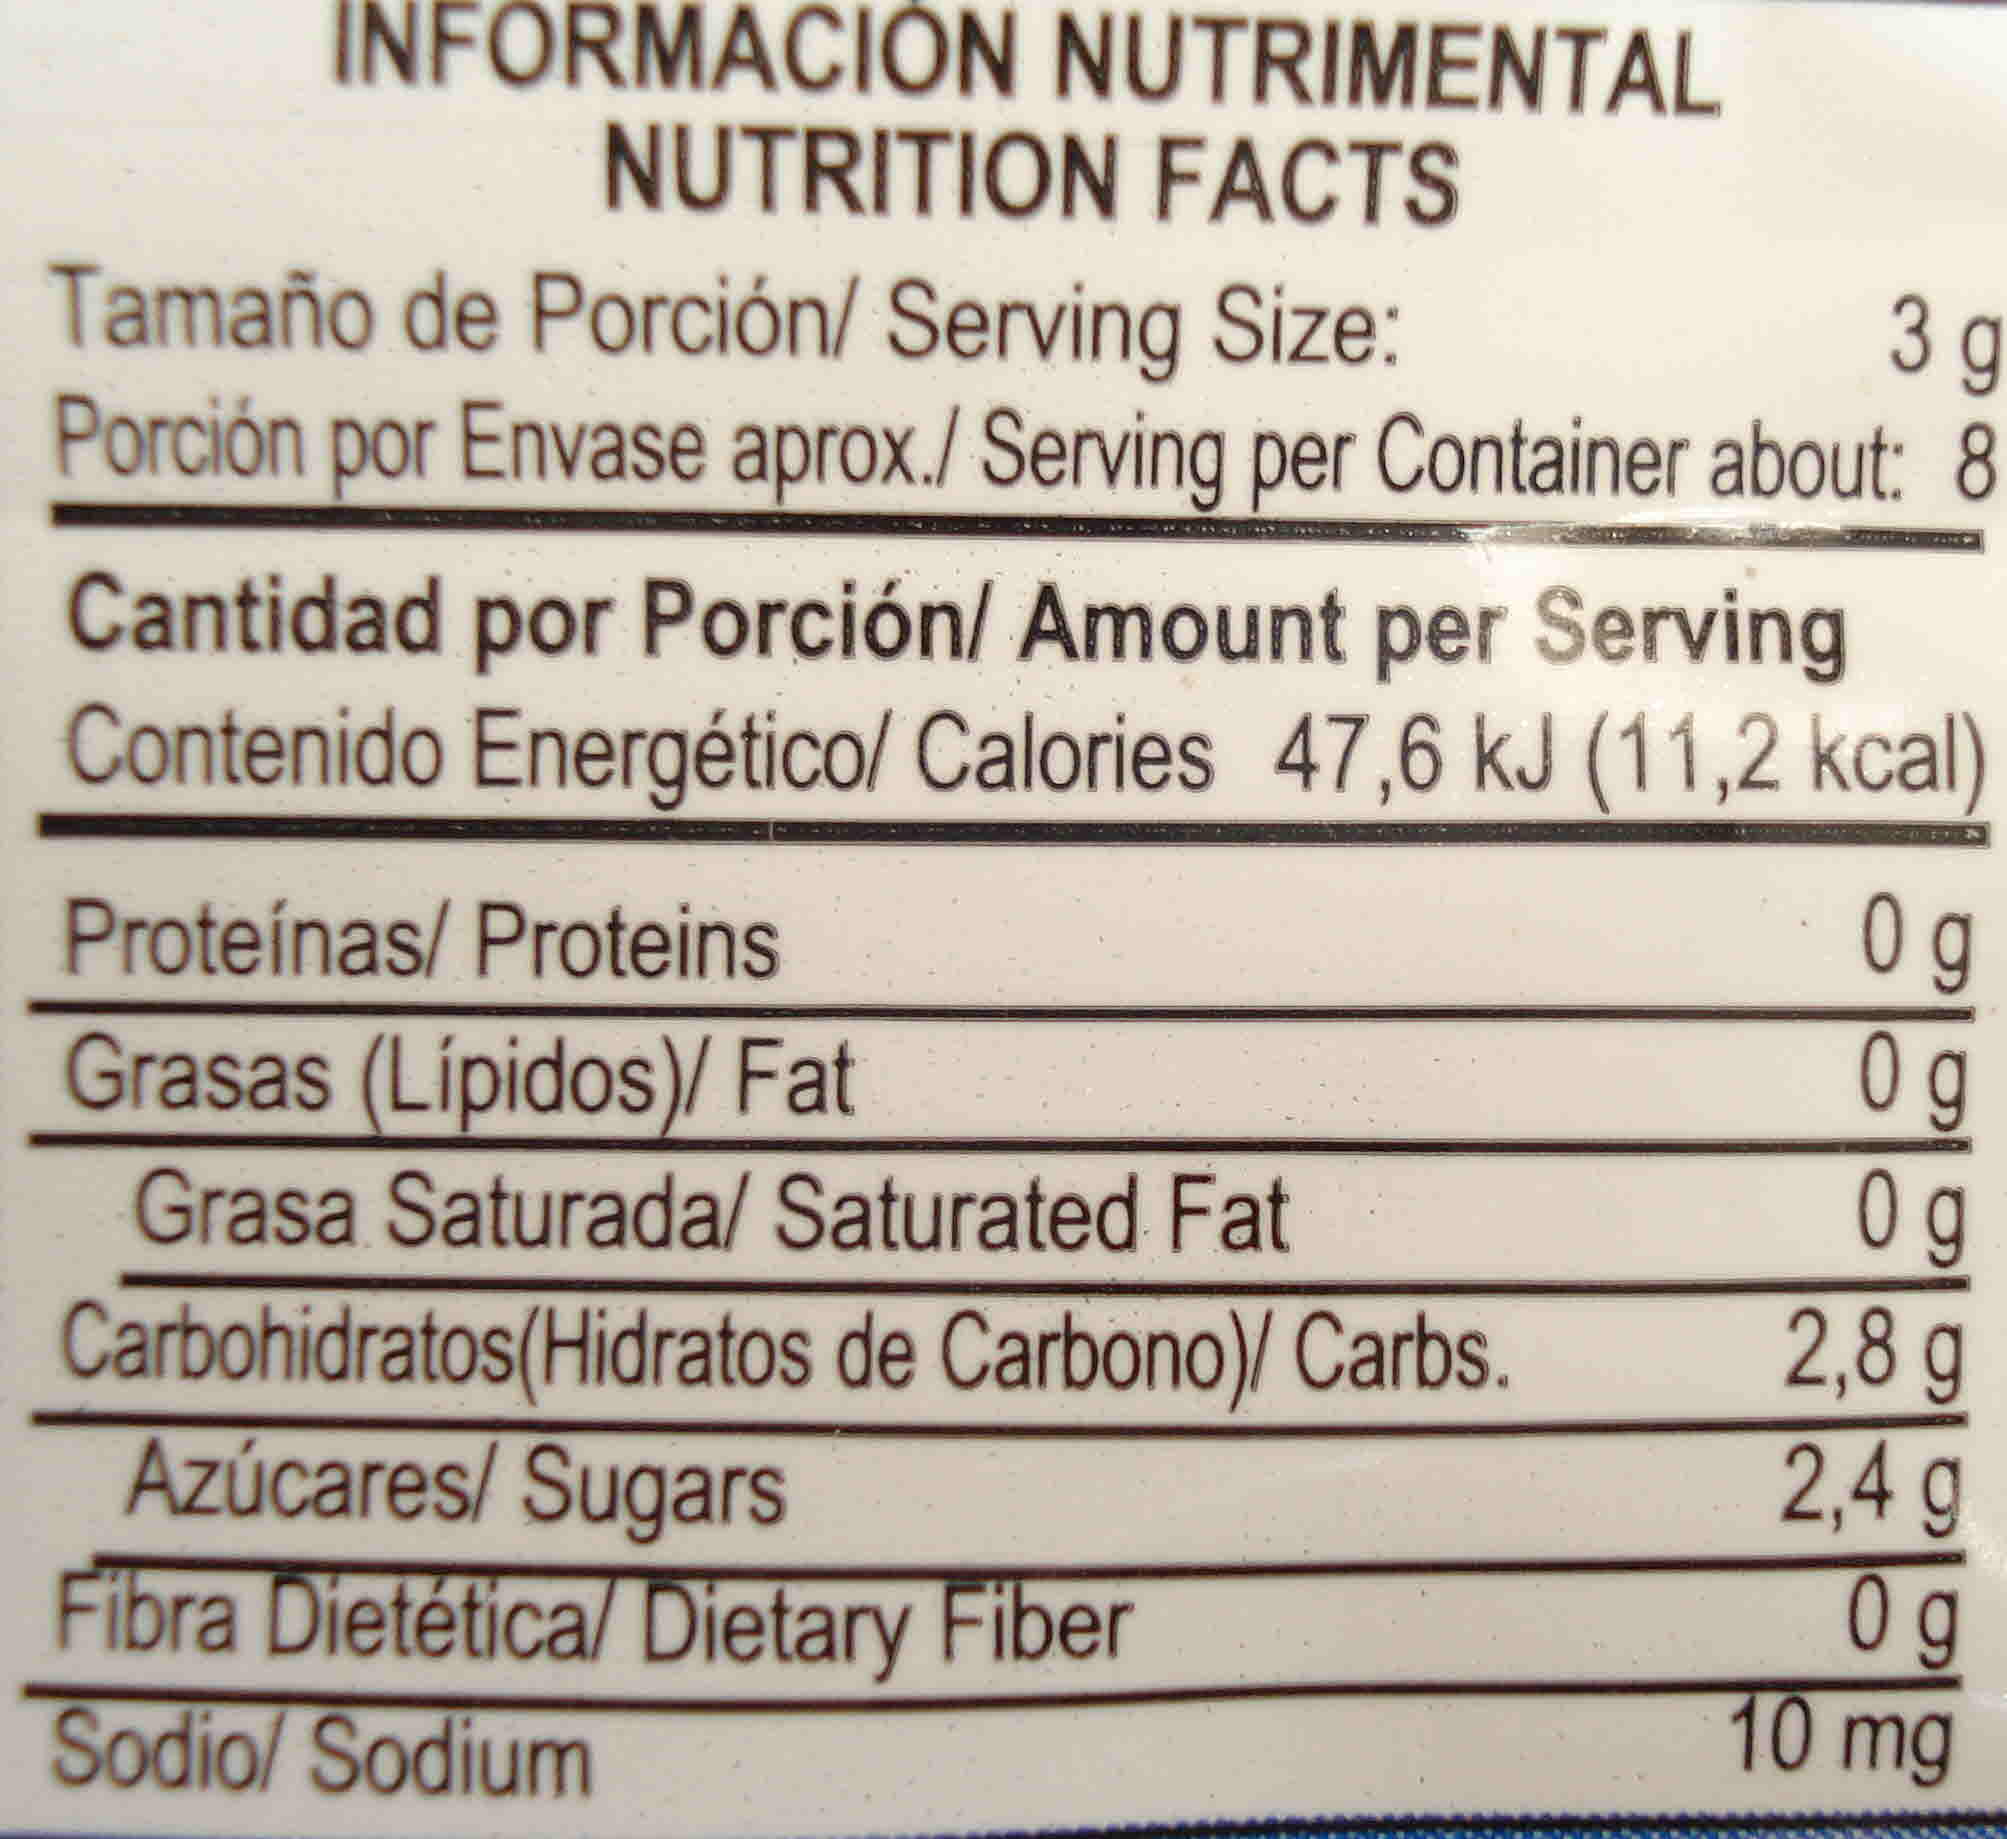 INFORMACIÓN NUTRIMENTAL
NUTRITION FACTS
Tamaño de Porción/ Serving Size: 3 g
Porción por Envase aprox./ Serving per Container about: 8
Cantidad por Porción/ Amount per Serving
Contenido Energético/ Calories 47,6 kJ (11,2 kcal)
Proteínas/ Proteins 0 g
Grasas (Lípidos)/ Fat 0 g
Grasa Saturada/ Saturated Fat 0 g
Carbohidratos(Hidratos de Carbono)/ Carbs. 2,8 g
Azúcares/ Sugars 2,4 g
Fibra Dietética/ Dietary Fiber 0 g
Sodio/ Sodium 10 mg